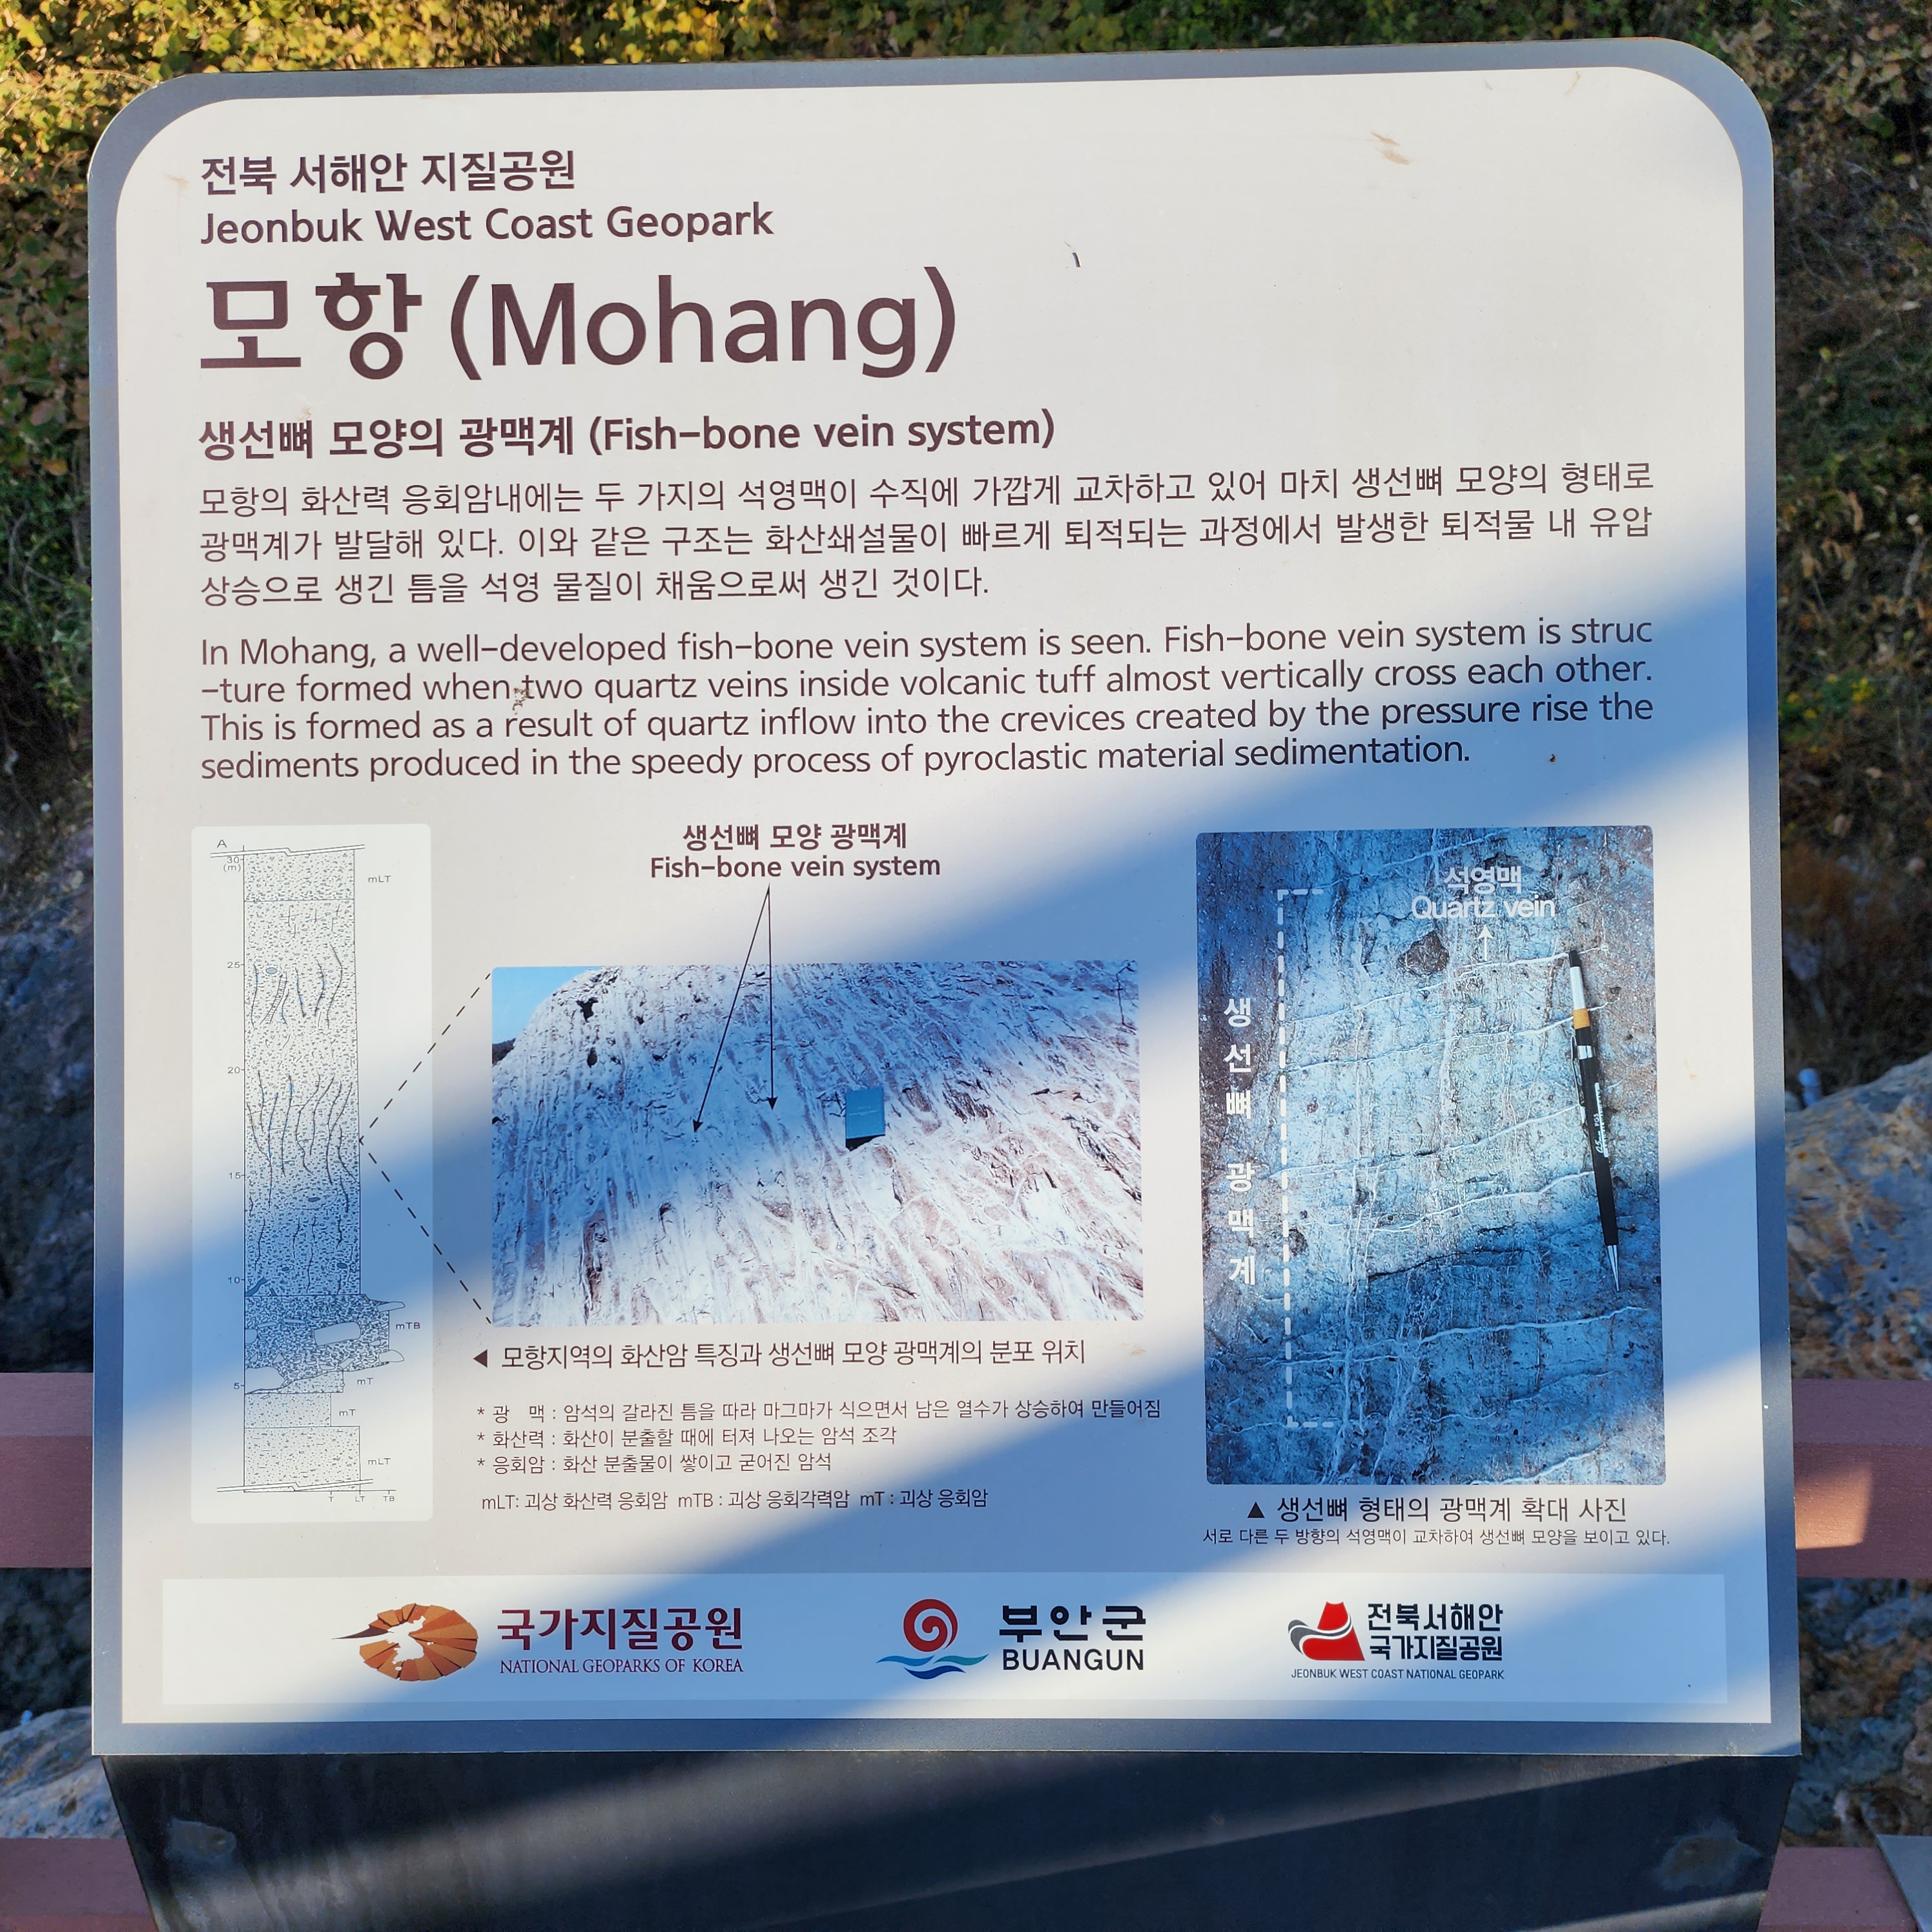 전북 서해안 지질공원
Jeonbuk West Coast Geopark
모항 (Mohang)
생선뼈 모양의 광맥계 (Fish-bone vein system)
모항의 화산력 응회암내에는 두 가지의 석영맥이 수직에 가깝게 교차하고 있어 마치 생선뼈 모양의 형태로
광맥계가 발달해 있다. 이와 같은 구조는 화산쇄설물이 빠르게 퇴적되는 과정에서 발생한 퇴적물 내 유압
상승으로 생긴 틈을 석영 물질이 채움으로써 생긴 것이다.
In Mohang, a well-developed fish-bone vein system is seen. Fish-bone vein system is struc
-ture formed when two quartz veins inside volcanic tuff almost vertically cross each other.
This is formed as a result of quartz inflow into the crevices created by the pressure rise the
sediments produced in the speedy process of pyroclastic material sedimentation.
A
30
(m)
mLT
25
20
15
10
mTB
5
mT
mT
mLT
T LT TB
생선뼈 모양 광맥계
Fish-bone vein system
◀ 모항지역의 화산암 특징과 생선뼈 모양 광맥계의 분포 위치
* 광 맥 : 암석의 갈라진 틈을 따라 마그마가 식으면서 남은 열수가 상승하여 만들어짐
* 화산력 : 화산이 분출할 때에 터져 나오는 암석 조각
* 응회암 : 화산 분출물이 쌓이고 굳어진 암석
mLT: 괴상 화산력 응회암 mTB : 괴상 응회각력암 mT : 괴상 응회암
석영맥
Quartz vein
생선뼈 광맥계
▲ 생선뼈 형태의 광맥계 확대 사진
서로 다른 두 방향의 석영맥이 교차하여 생선뼈 모양을 보이고 있다.
국가지질공원
NATIONAL GEOPARKS OF KOREA
부안군
BUANGUN
전북서해안
국가지질공원
JEONBUK WEST COAST NATIONAL GEOPARK